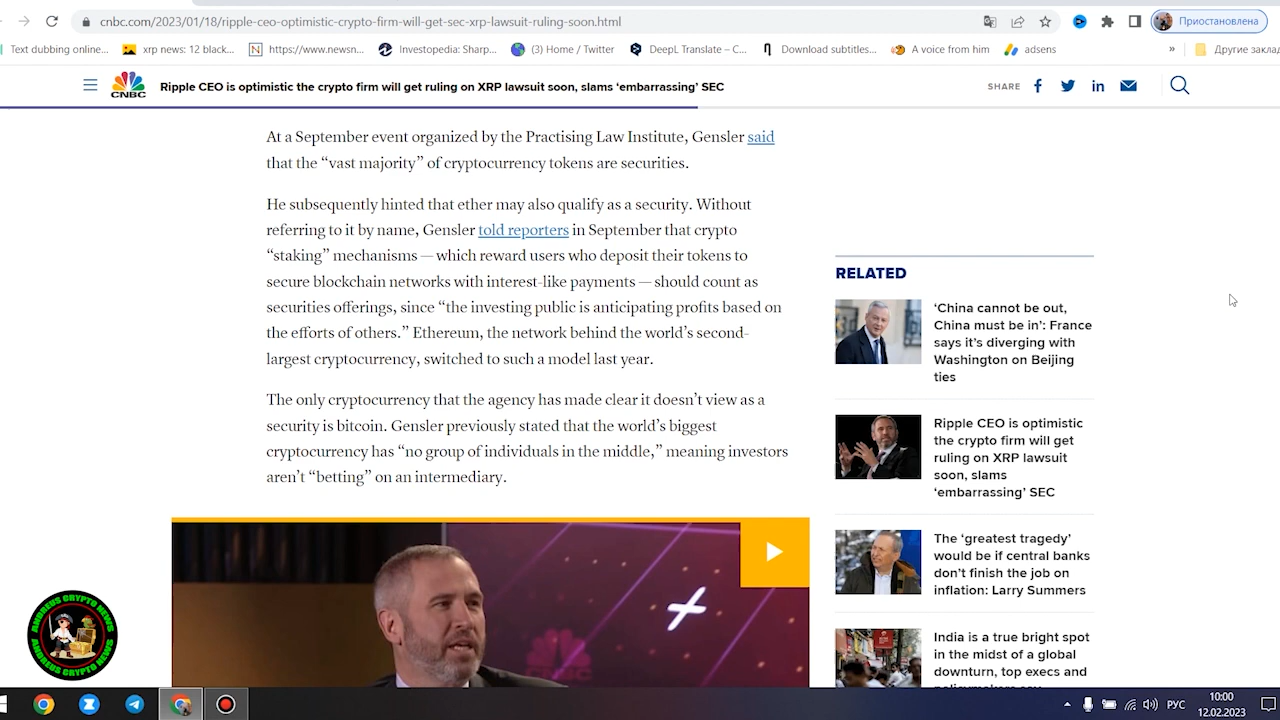 cnbc.com/2023/01/18/ripple-ceo-optimistic-crypto-firm-will-get-sec-xrp-lawsuit-ruling-soon.html
Приостановлена
Text dubbing online...
xrp news: 12 black...
https://www.newsn...
Investopedia: Sharp...
(3) Home / Twitter
DeepL Translate – C...
Download subtitles...
A voice from him
adsens
»
Другие закла
CNBC
Ripple CEO is optimistic the crypto firm will get ruling on XRP lawsuit soon, slams ‘embarrassing’ SEC
SHARE
At a September event organized by the Practising Law Institute, Gensler said
that the “vast majority” of cryptocurrency tokens are securities.
He subsequently hinted that ether may also qualify as a security. Without
referring to it by name, Gensler told reporters in September that crypto
“staking” mechanisms — which reward users who deposit their tokens to
secure blockchain networks with interest-like payments — should count as
securities offerings, since “the investing public is anticipating profits based on
the efforts of others.” Ethereum, the network behind the world’s second-
largest cryptocurrency, switched to such a model last year.
The only cryptocurrency that the agency has made clear it doesn’t view as a
security is bitcoin. Gensler previously stated that the world’s biggest
cryptocurrency has “no group of individuals in the middle,” meaning investors
aren’t “betting” on an intermediary.
RELATED
‘China cannot be out,
China must be in’: France
says it’s diverging with
Washington on Beijing
ties
Ripple CEO is optimistic
the crypto firm will get
ruling on XRP lawsuit
soon, slams
‘embarrassing’ SEC
The ‘greatest tragedy’
would be if central banks
don’t finish the job on
inflation: Larry Summers
India is a true bright spot
in the midst of a global
downturn, top execs and
ANDREUS CRYPTO NEWS
ANDREUS CRYPTO NEWS
РУС
10:00
12.02.2023